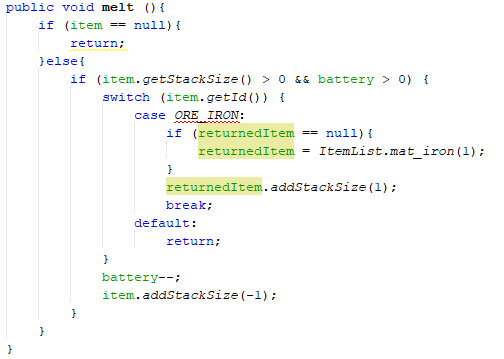 public void melt (){
if (item == null){
return;
}else{
if (item.getStackSize() > 0 && battery > 0) {
switch (item.getId()) {
case ORE_IRON:
if (returnedItem == null){
returnedItem = ItemList.mat_iron(1);
}
returnedItem.addStackSize(1);
break;
default:
return;
}
battery--;
item.addStackSize(-1);
}
}
}